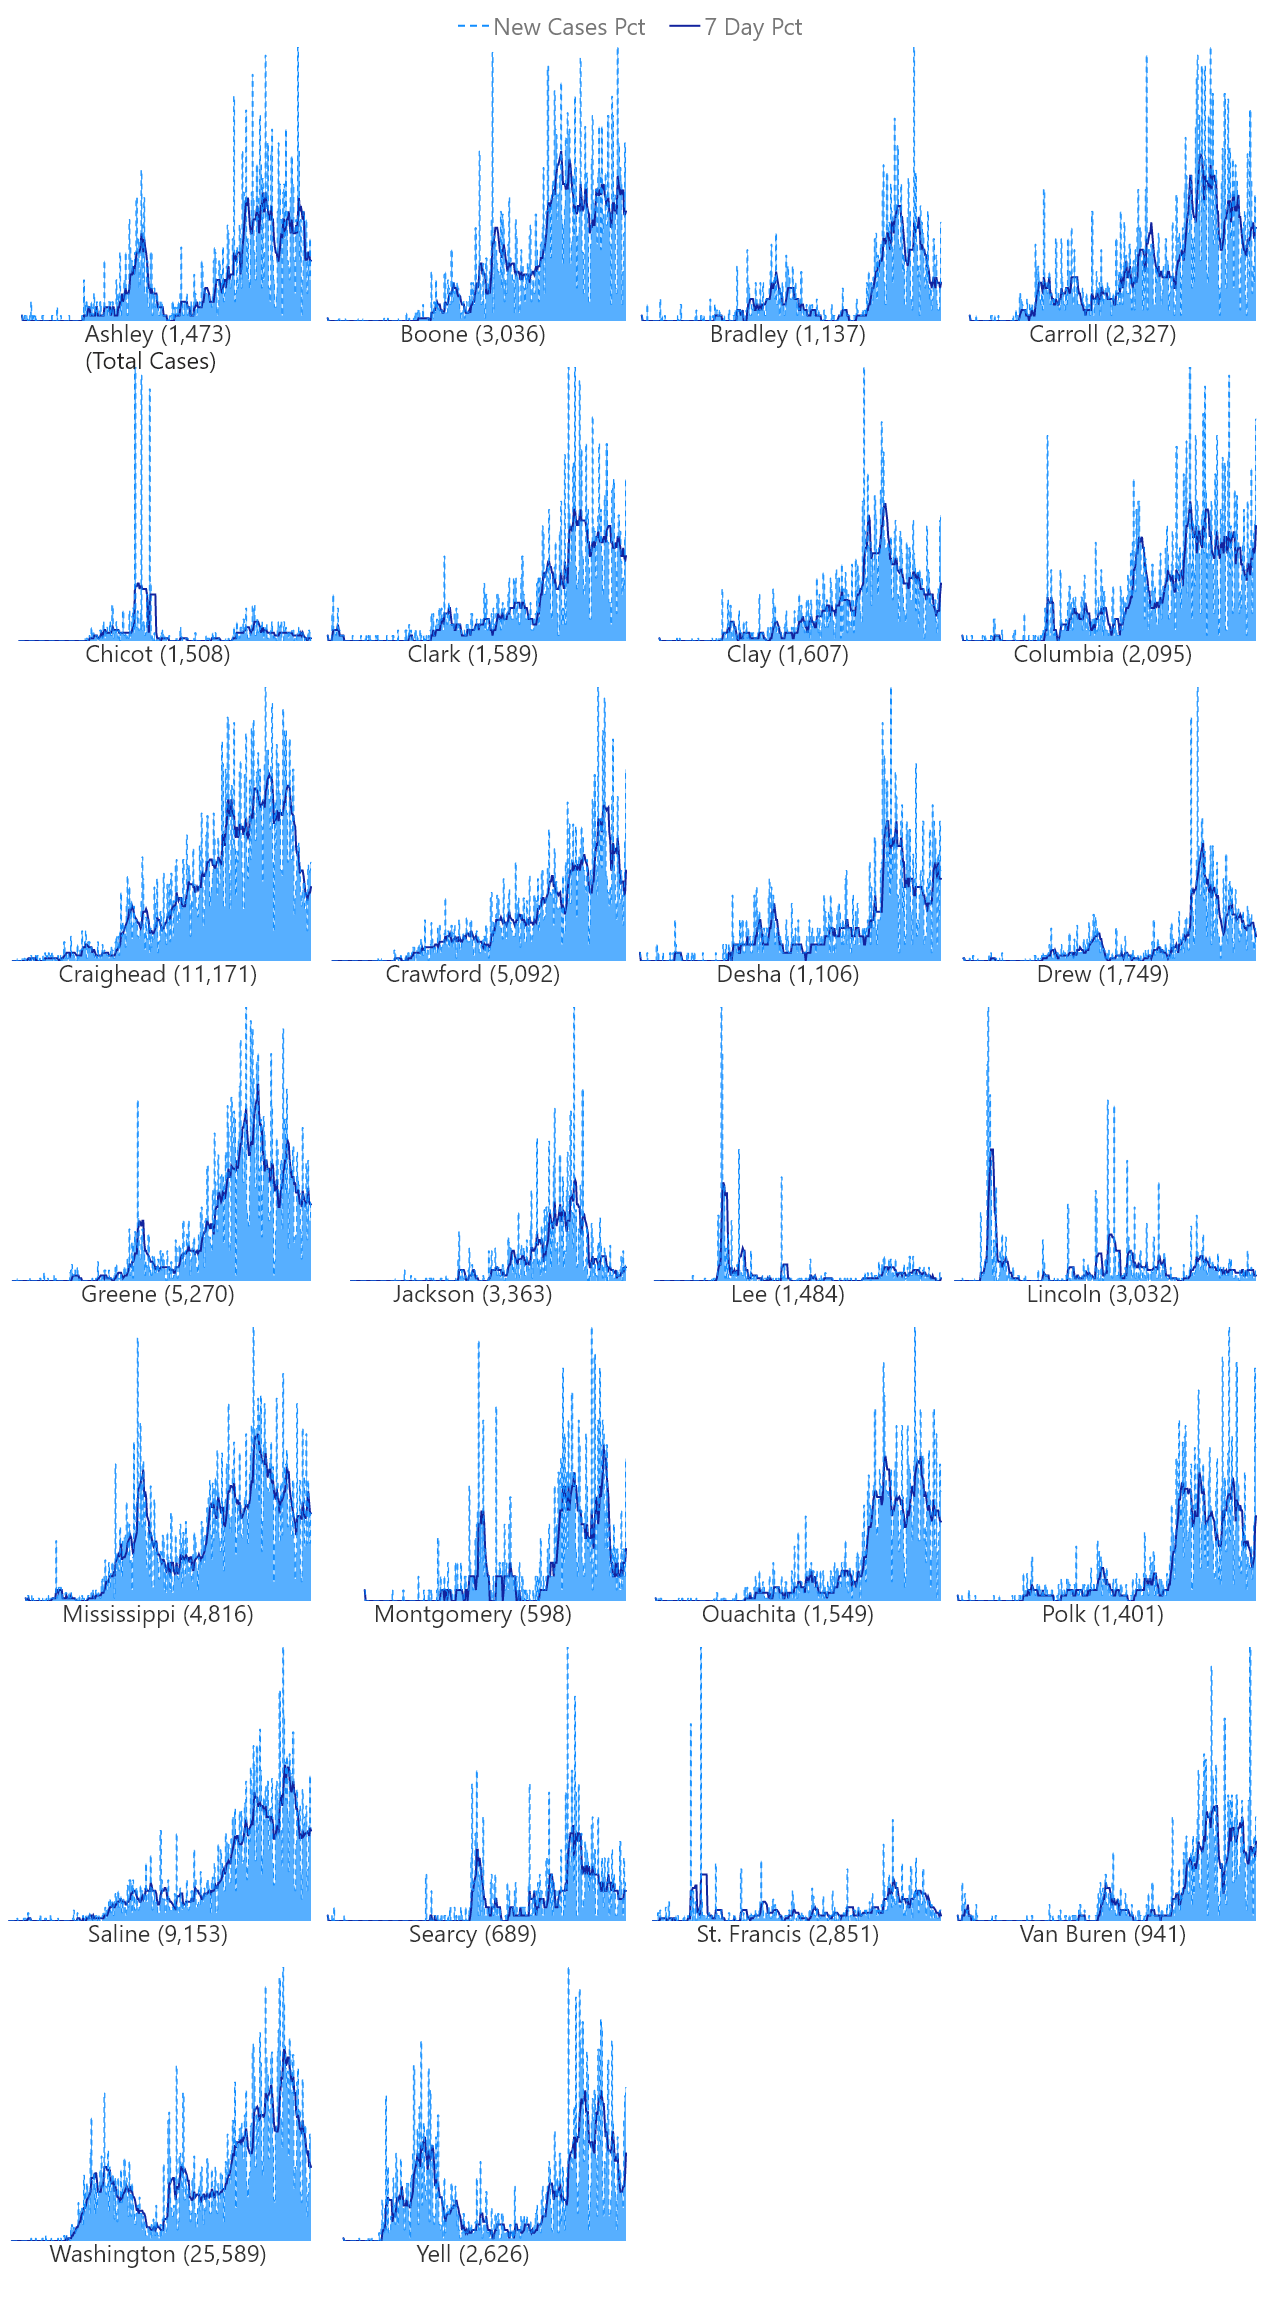 New Cases Pct 7 Day Pct
Ashley (1,473) Boone (3,036) Bradley (1,137) Carroll (2,327)
(Total Cases)
Chicot (1,508) Clark (1,589) Clay (1,607) Columbia (2,095)
Craighead (11,171) Crawford (5,092) Desha (1,106) Drew (1,749)
Greene (5,270) Jackson (3,363) Lee (1,484) Lincoln (3,032)
Mississippi (4,816) Montgomery (598) Ouachita (1,549) Polk (1,401)
Saline (9,153) Searcy (689) St. Francis (2,851) Van Buren (941)
Washington (25,589) Yell (2,626)